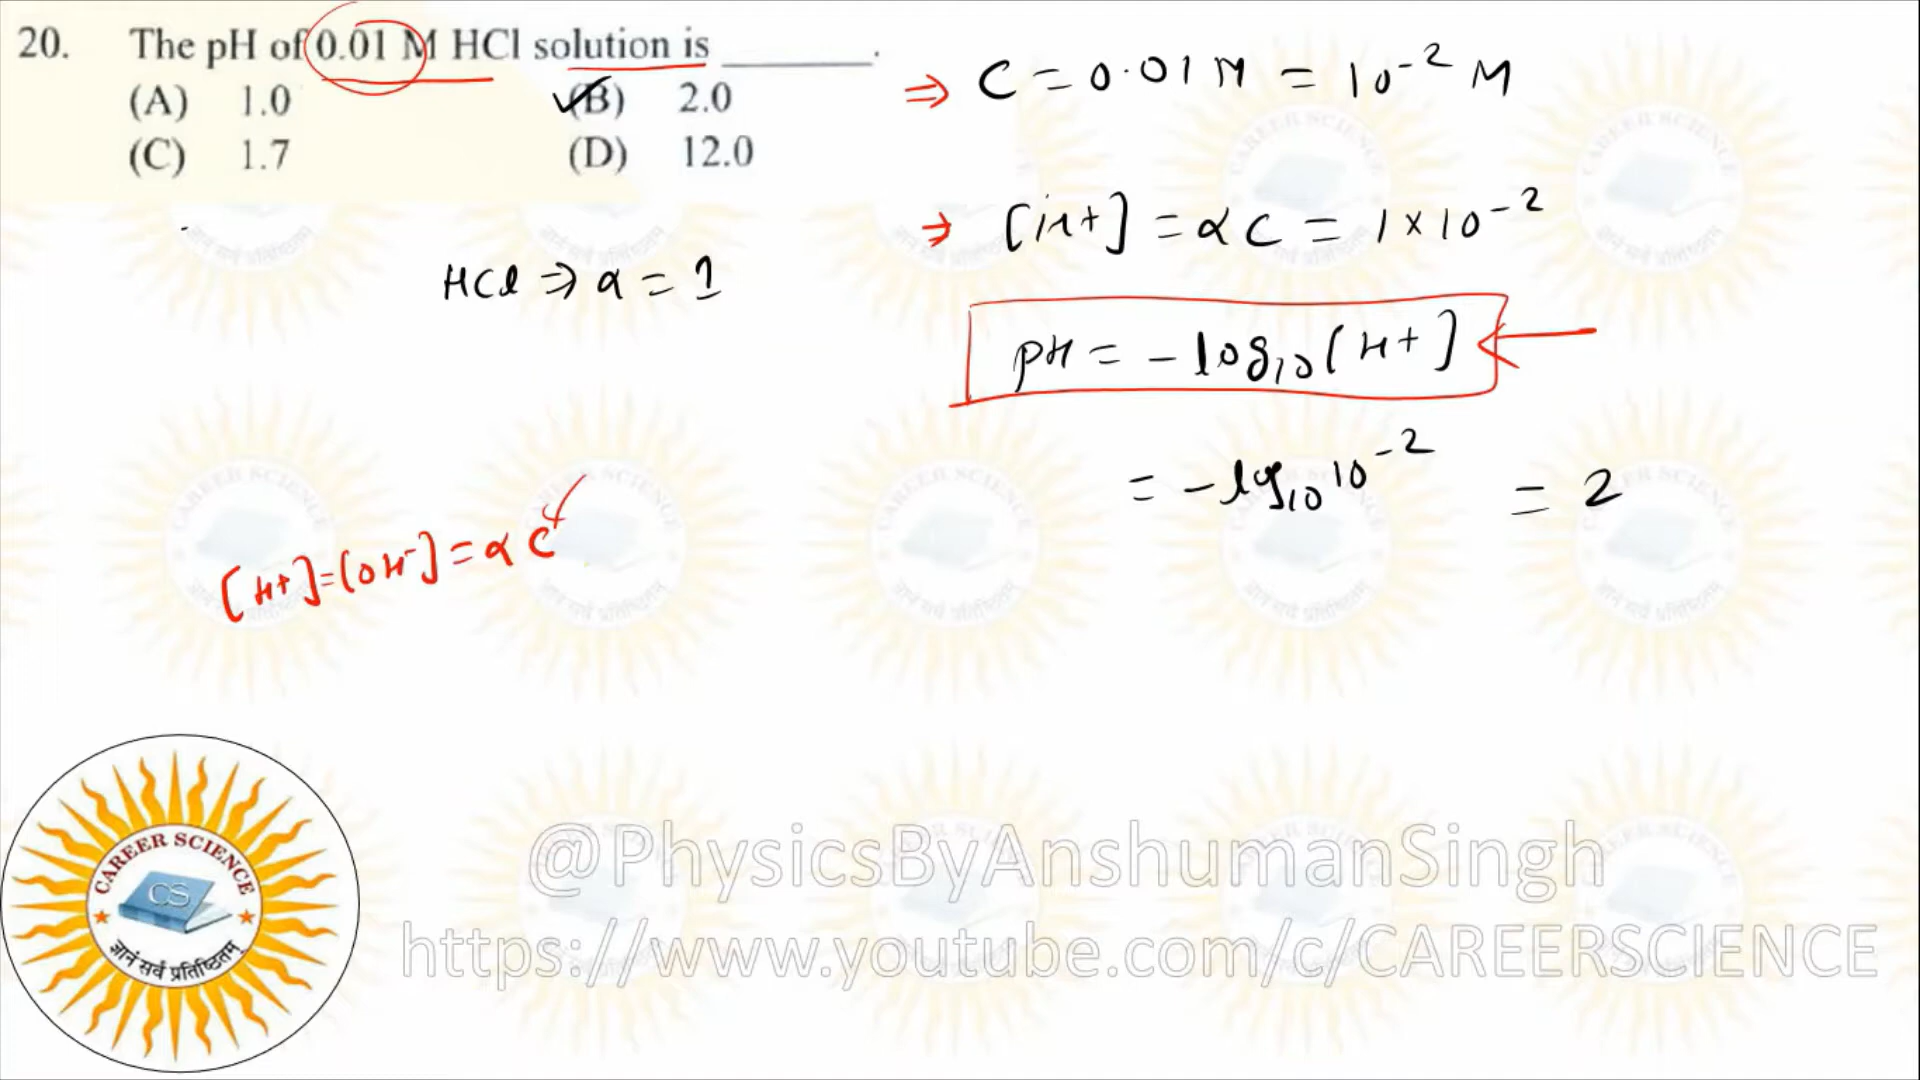 20. The pH of 0.01 M HCl solution is ________.
(A) 1.0 (B) 2.0
(C) 1.7 (D) 12.0
⇒ C = 0.01 M = 10⁻² M
→ [H+] = αC = 1×10⁻²
HCl ⇒ α = 1
pH = -log₁₀[H+]
= -log₁₀10⁻² = 2
[H+]=[OH⁻]=αC
CAREER SCIENCE
CS
ज्ञानं सर्वं प्रतिष्ठितम्
@PhysicsByAnshumanSingh
https://www.youtube.com/c/CAREERSCIENCE